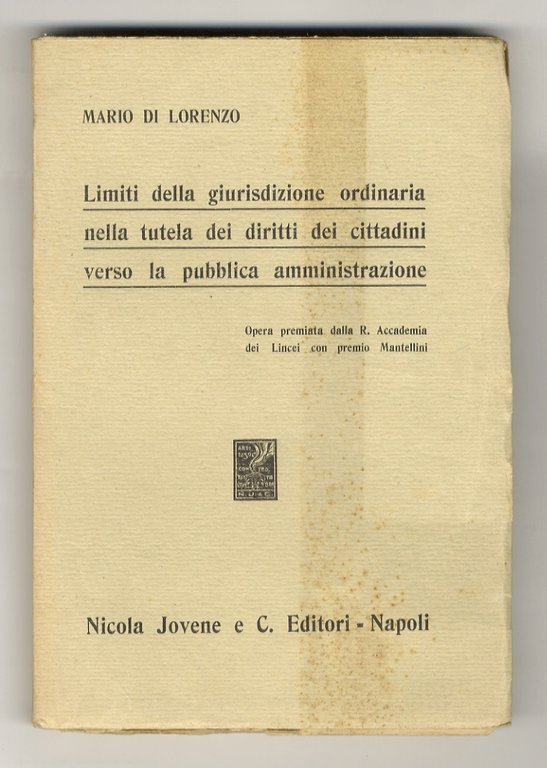 MARIO DI LORENZO
Limiti della giurisdizione ordinaria
nella tutela dei diritti dei cittadini
verso la pubblica amministrazione
Opera premiata dalla R. Accademia
dei Lincei con premio Mantellini
Nicola Jovene e C. Editori - Napoli